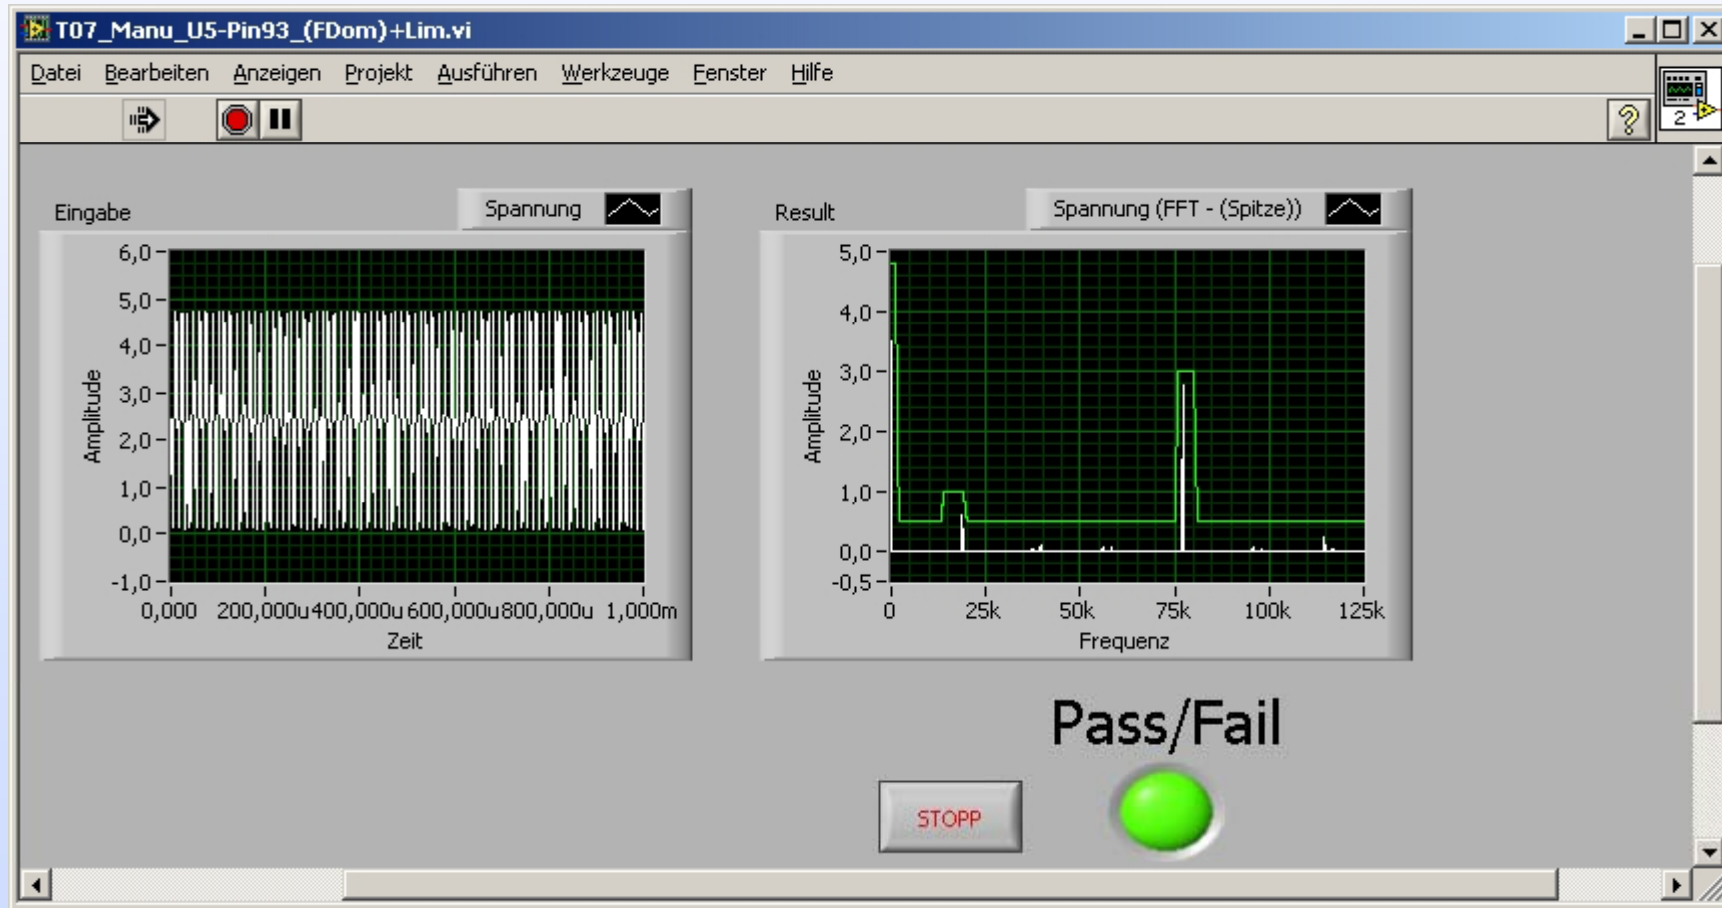 T07_Manu_U5-Pin93_(FDom)+Lim.vi
Datei Bearbeiten Anzeigen Projekt Ausführen Werkzeuge Fenster Hilfe
?
2
Eingabe
Spannung
6,0
5,0
4,0
3,0
2,0
1,0
0,0
-1,0
Amplitude
0,000 200,000u 400,000u 600,000u 800,000u 1,000m
Zeit
Result
Spannung (FFT - (Spitze))
5,0
4,0
3,0
2,0
1,0
0,0
-0,5
Amplitude
0 25k 50k 75k 100k 125k
Frequenz
Pass/Fail
STOPP